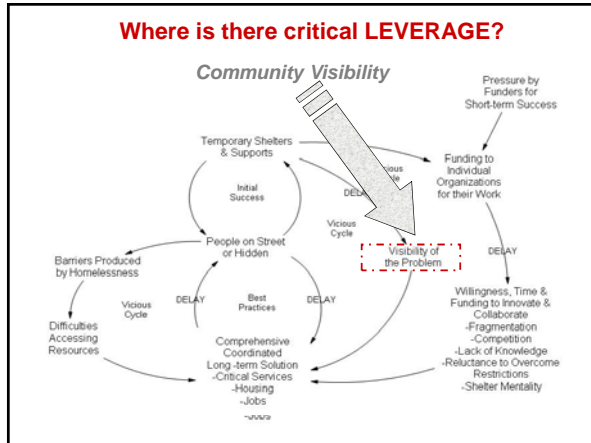 Where is there critical LEVERAGE?
Community Visibility
Pressure by
Funders for
Short-term Success
Temporary Shelters
& Supports
Funding to
Individual
Organizations
for their Work
Vicious
Cycle
DELAY
Initial
Success
Vicious
Cycle
People on Street
or Hidden
Visibility of
the Problem
DELAY
Barriers Produced
by Homelessness
Vicious
Cycle
DELAY
Best
Practices
DELAY
Willingness, Time &
Funding to Innovate &
Collaborate
-Fragmentation
-Competition
-Lack of Knowledge
-Reluctance to Overcome
Restrictions
-Shelter Mentality
Difficulties
Accessing
Resources
Comprehensive
Coordinated
Long -term Solution
-Critical Services
-Housing
-Jobs